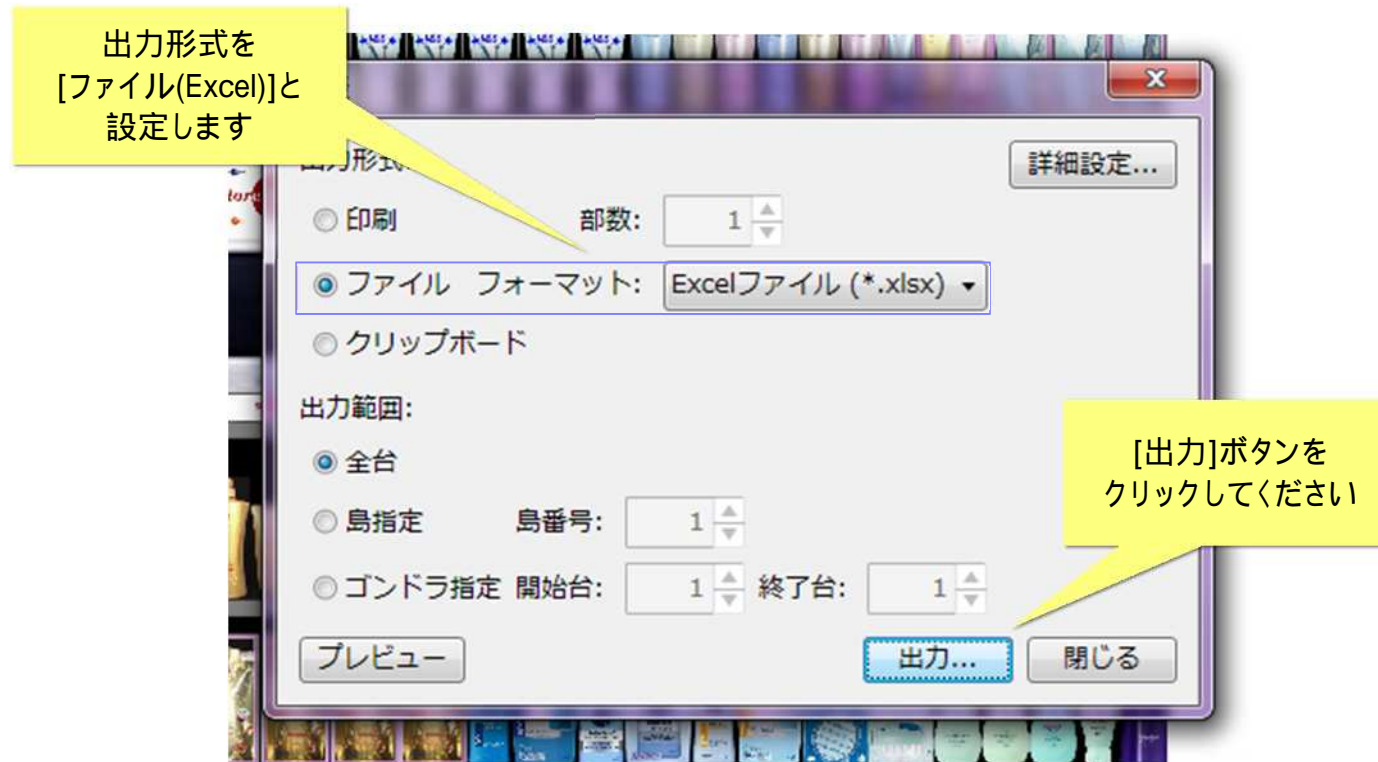 出力形式を
[ファイル(Excel)]と
設定します
出力形式:
詳細設定...
印刷 部数: 1
ファイル フォーマット: Excelファイル (*.xlsx)
クリップボード
出力範囲:
全台
[出力]ボタンを
クリックしてください
島指定 島番号: 1
ゴンドラ指定 開始台: 1 終了台: 1
プレビュー 出力... 閉じる